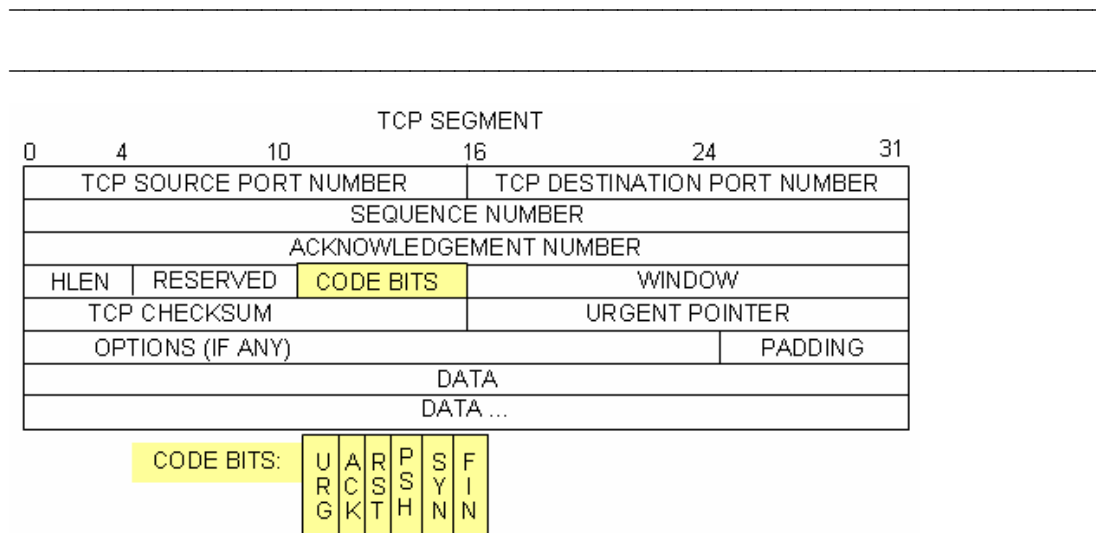 TCP SEGMENT
0 4 10 16 24 31
TCP SOURCE PORT NUMBER TCP DESTINATION PORT NUMBER
SEQUENCE NUMBER
ACKNOWLEDGEMENT NUMBER
HLEN RESERVED CODE BITS WINDOW
TCP CHECKSUM URGENT POINTER
OPTIONS (IF ANY) PADDING
DATA
DATA ...
CODE BITS: URG ACK RST PSH SYN FIN